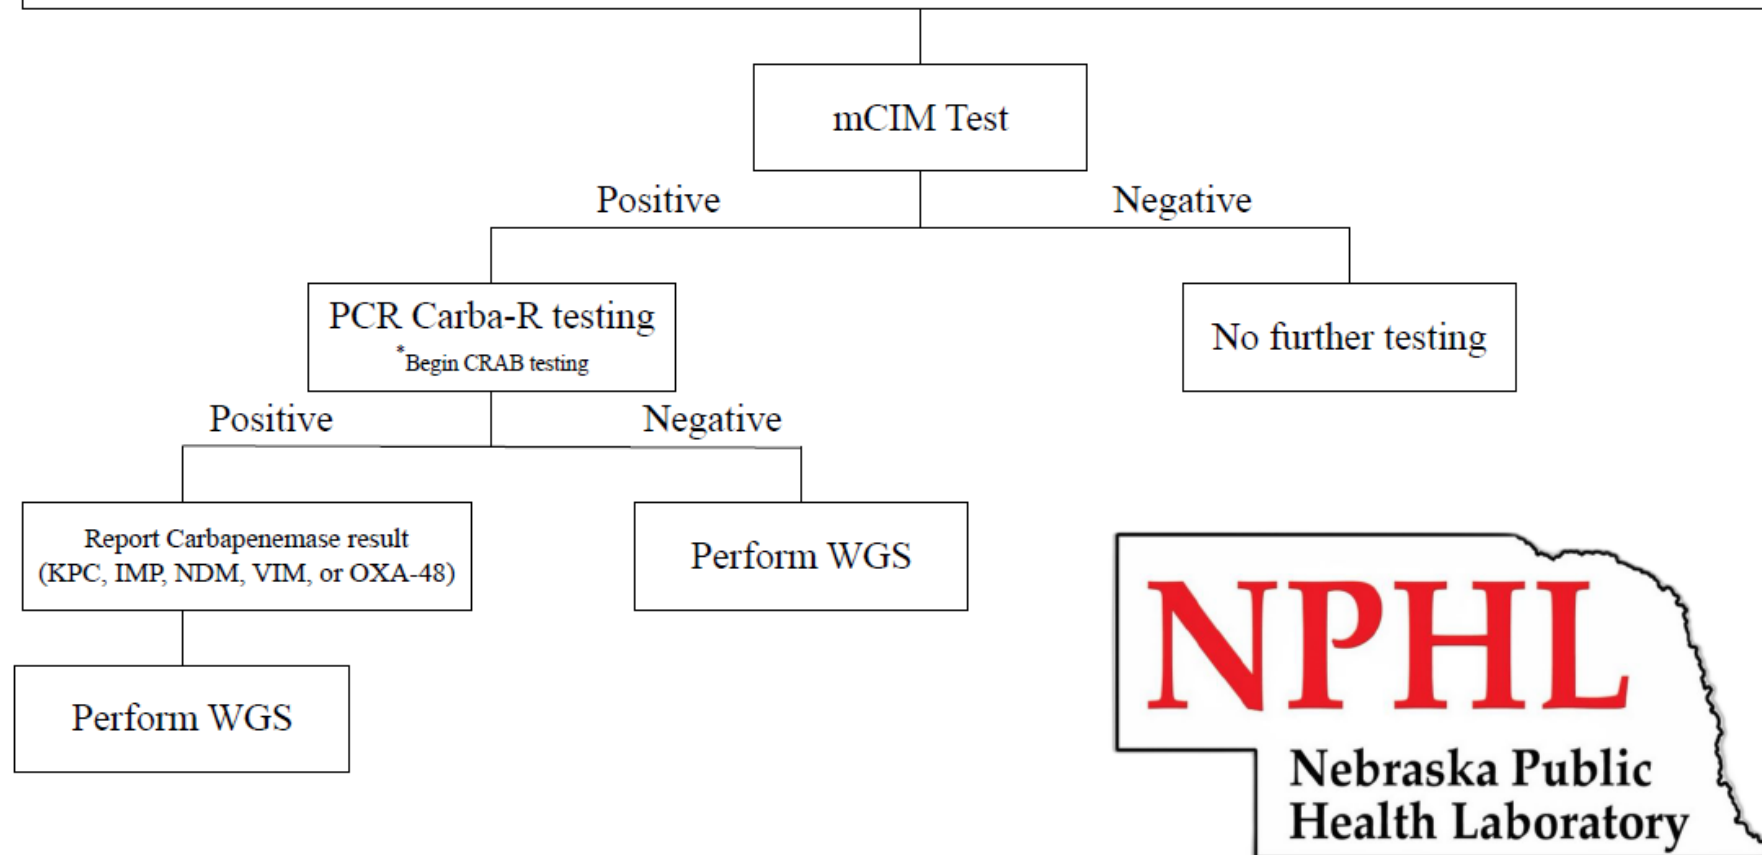 mCIM Test
Positive
Negative
PCR Carba-R testing
*Begin CRAB testing
No further testing
Positive
Negative
Report Carbapenemase result
(KPC, IMP, NDM, VIM, or OXA-48)
Perform WGS
Perform WGS
NPHL
Nebraska Public
Health Laboratory